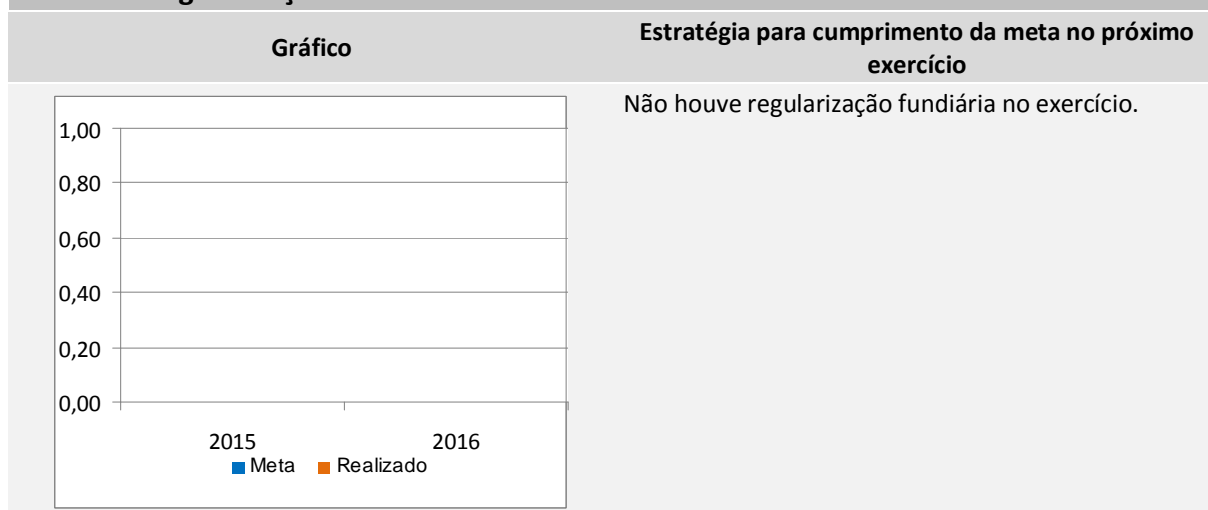 Gráfico
Estratégia para cumprimento da meta no próximo
exercício
1,00
0,80
0,60
0,40
0,20
0,00
2015 2016
Meta Realizado
Não houve regularização fundiária no exercício.